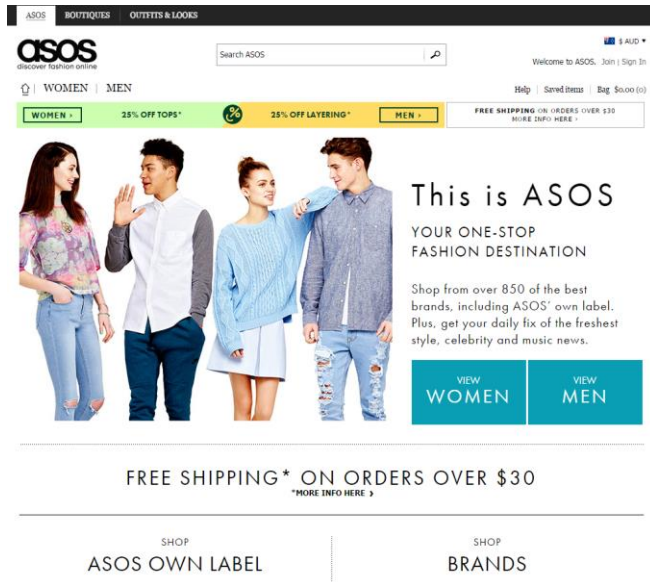 ASOS BOUTIQUES OUTFITS & LOOKS
asos
discover fashion online
Search ASOS
$ AUD
Welcome to ASOS. Join | Sign In
WOMEN MEN
Help | Saved items | Bag $0.00 (0)
WOMEN › 25% OFF TOPS* % 25% OFF LAYERING* MEN ›
FREE SHIPPING ON ORDERS OVER $30
MORE INFO HERE ›
This is ASOS
YOUR ONE-STOP
FASHION DESTINATION
Shop from over 850 of the best
brands, including ASOS' own label.
Plus, get your daily fix of the freshest
style, celebrity and music news.
VIEW
WOMEN
VIEW
MEN
FREE SHIPPING* ON ORDERS OVER $30
*MORE INFO HERE ›
SHOP
ASOS OWN LABEL
SHOP
BRANDS